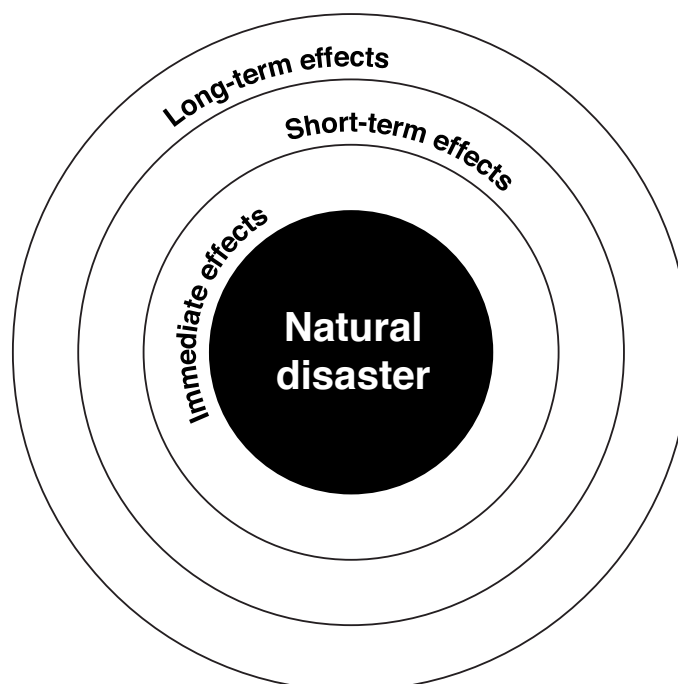 Long-term effects
Short-term effects
Immediate effects
Natural
disaster